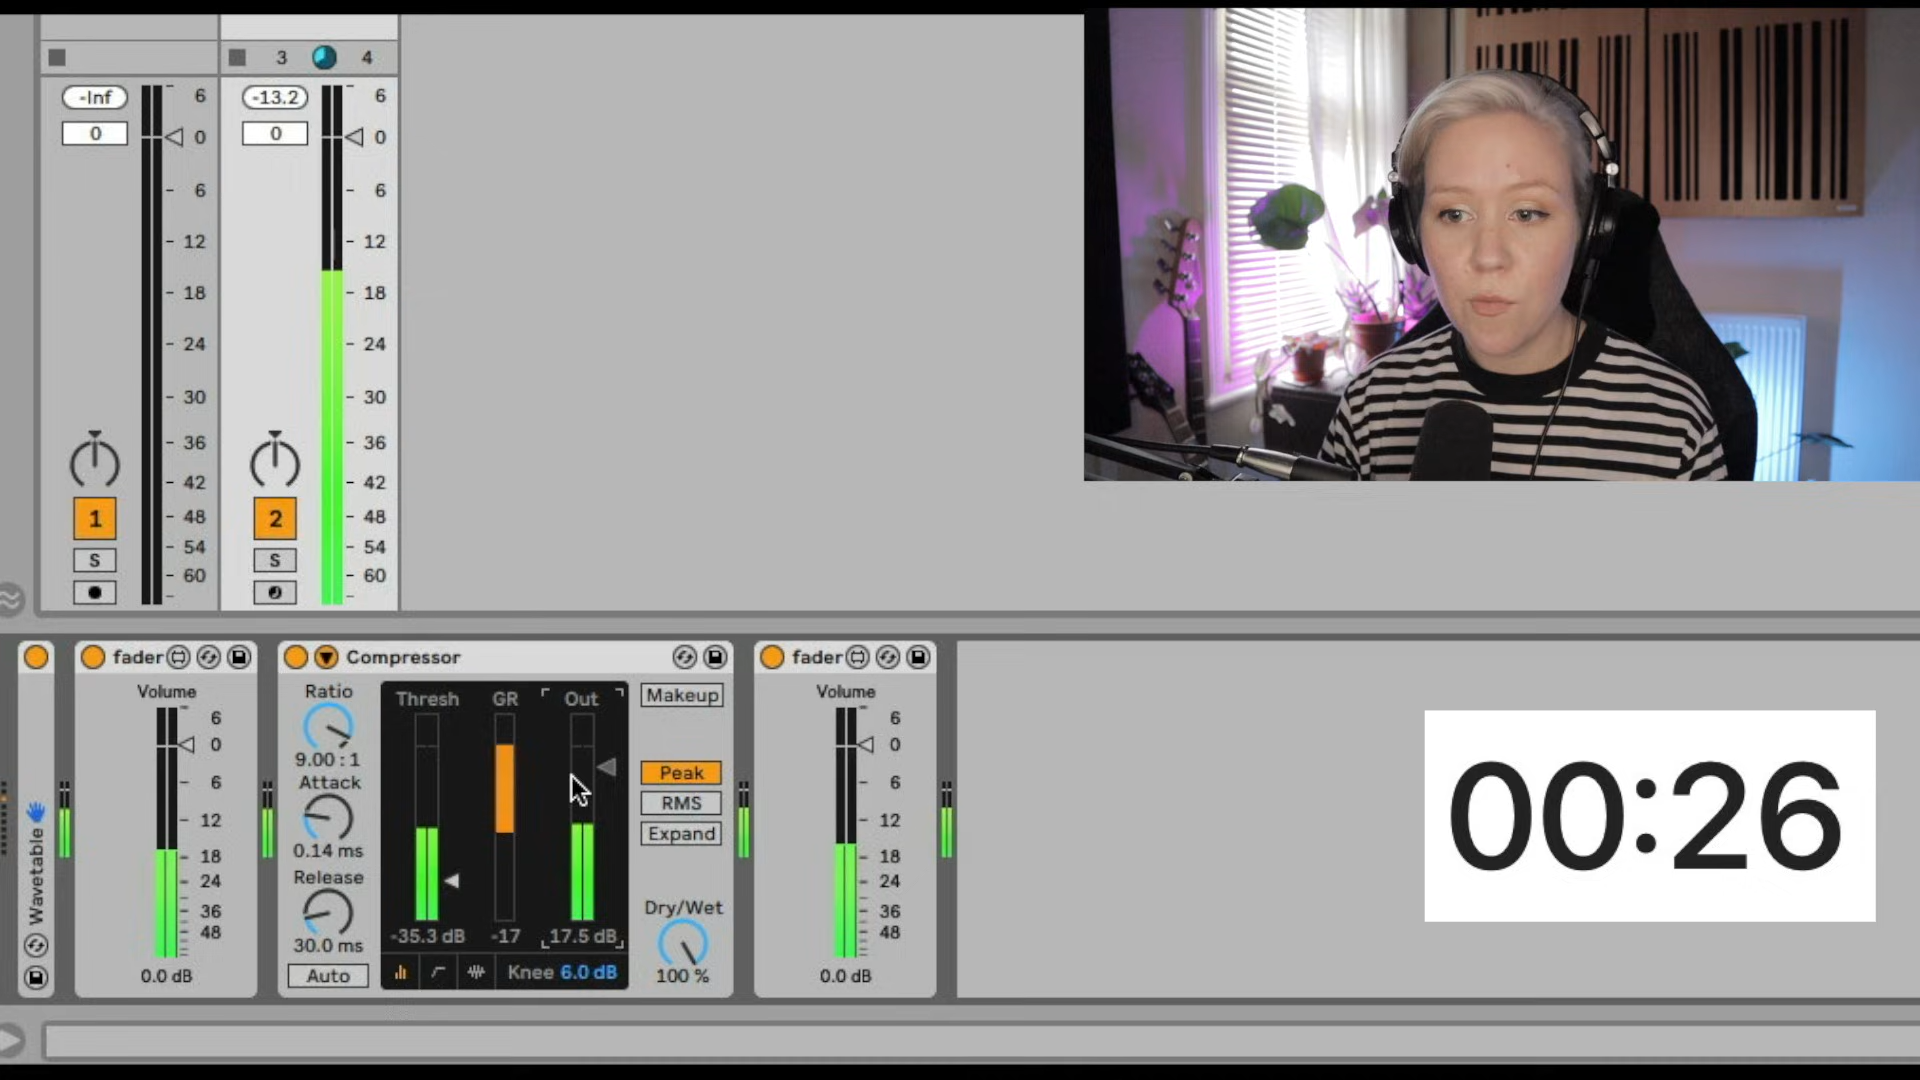 3 4
-Inf
0
6
0
6
12
18
24
30
36
42
48
54
60
1
S
-13.2
0
6
0
6
12
18
24
30
36
42
48
54
60
2
S
Wavetable
fader
Volume
6
0
6
12
18
24
36
48
0.0 dB
Compressor
Ratio
9.00 : 1
Attack
0.14 ms
Release
30.0 ms
Auto
Thresh GR Out
-35.3 dB -17 17.5 dB
Knee 6.0 dB
Makeup
Peak
RMS
Expand
Dry/Wet
100 %
fader
Volume
6
0
6
12
18
24
36
48
0.0 dB
00:26